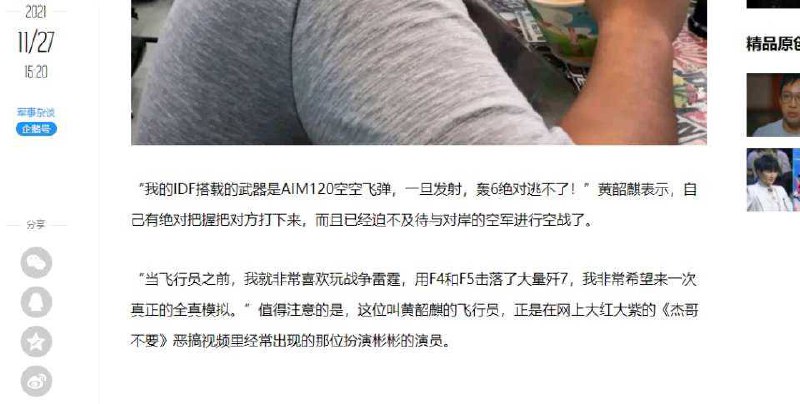 2021
11/27
15:20
军事杂谈
企鹅号
分享
精品原创
“我的IDF搭载的武器是AIM120空空飞弹，一旦发射，轰6绝对逃不了！”黄韶麒表示，自
己有绝对把握把对方打下来，而且已经迫不及待与对岸的空军进行空战了。
“当飞行员之前，我就非常喜欢玩战争雷霆，用F4和F5击落了大量歼7，我非常希望来一次
真正的全真模拟。”值得注意的是，这位叫黄韶麒的飞行员，正是在网上大红大紫的《杰哥
不要》恶搞视频里经常出现的那位扮演彬彬的演员。